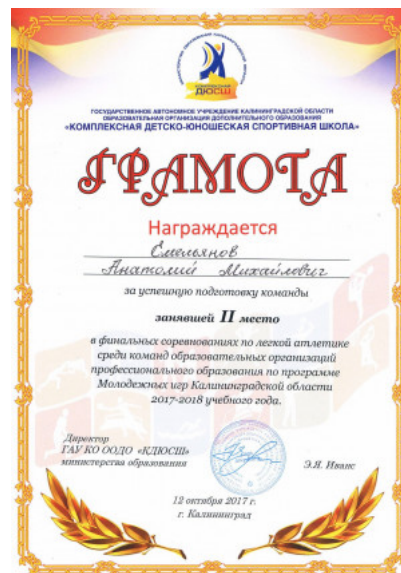 ДЮСШ
ГОСУДАРСТВЕННОЕ АВТОНОМНОЕ УЧРЕЖДЕНИЕ КАЛИНИНГРАДСКОЙ ОБЛАСТИ
ОБРАЗОВАТЕЛЬНАЯ ОРГАНИЗАЦИЯ ДОПОЛНИТЕЛЬНОГО ОБРАЗОВАНИЯ
«КОМПЛЕКСНАЯ ДЕТСКО-ЮНОШЕСКАЯ СПОРТИВНАЯ ШКОЛА»
ГРАМОТА
Награждается
Емельянов
Анатолий Михайлович
за успешную подготовку команды
занявшей II место
в финальных соревнованиях по легкой атлетике
среди команд образовательных организаций
профессионального образования по программе
Молодежных игр Калининградской области
2017-2018 учебного года.
Директор
ГАУ КО ООДО «КДЮСШ»
министерства образования
Э.Я. Иванс
12 октября 2017 г.
г. Калининград